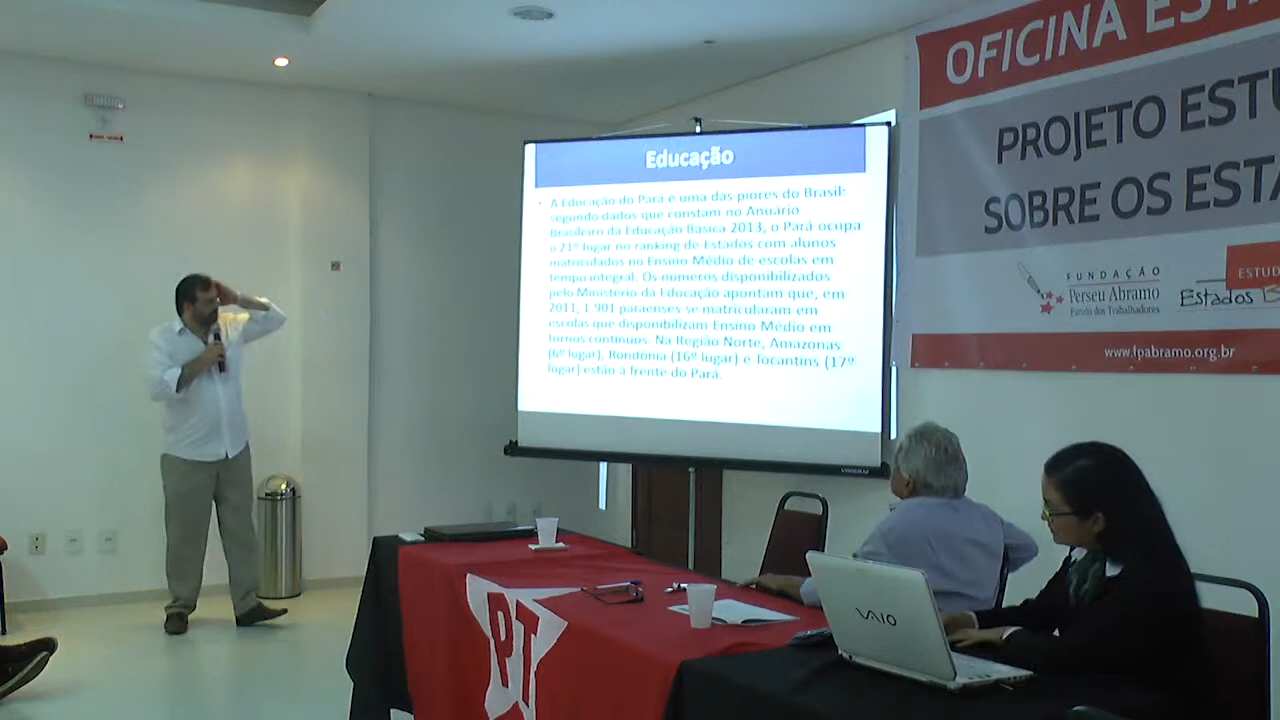 OFICINA EST
PROJETO ESTU
SOBRE OS ESTA
FUNDAÇÃO
Perseu Abramo
Partido dos Trabalhadores
ESTUD
Estados B
www.fpabramo.org.br
Educação
• A Educação do Pará é uma das piores do Brasil:
segundo dados que constam no Anuário
Brasileiro da Educação Básica 2013, o Pará ocupa
o 21º lugar no ranking de Estados com alunos
matriculados no Ensino Médio de escolas em
tempo integral. Os números disponibilizados
pelo Ministério da Educação apontam que, em
2011, 1.901 paraenses se matricularam em
escolas que disponibilizam Ensino Médio em
turnos contínuos. Na Região Norte, Amazonas
(6º lugar), Rondônia (16º lugar) e Tocantins (17º
lugar) estão à frente do Pará.
PT
VAIO